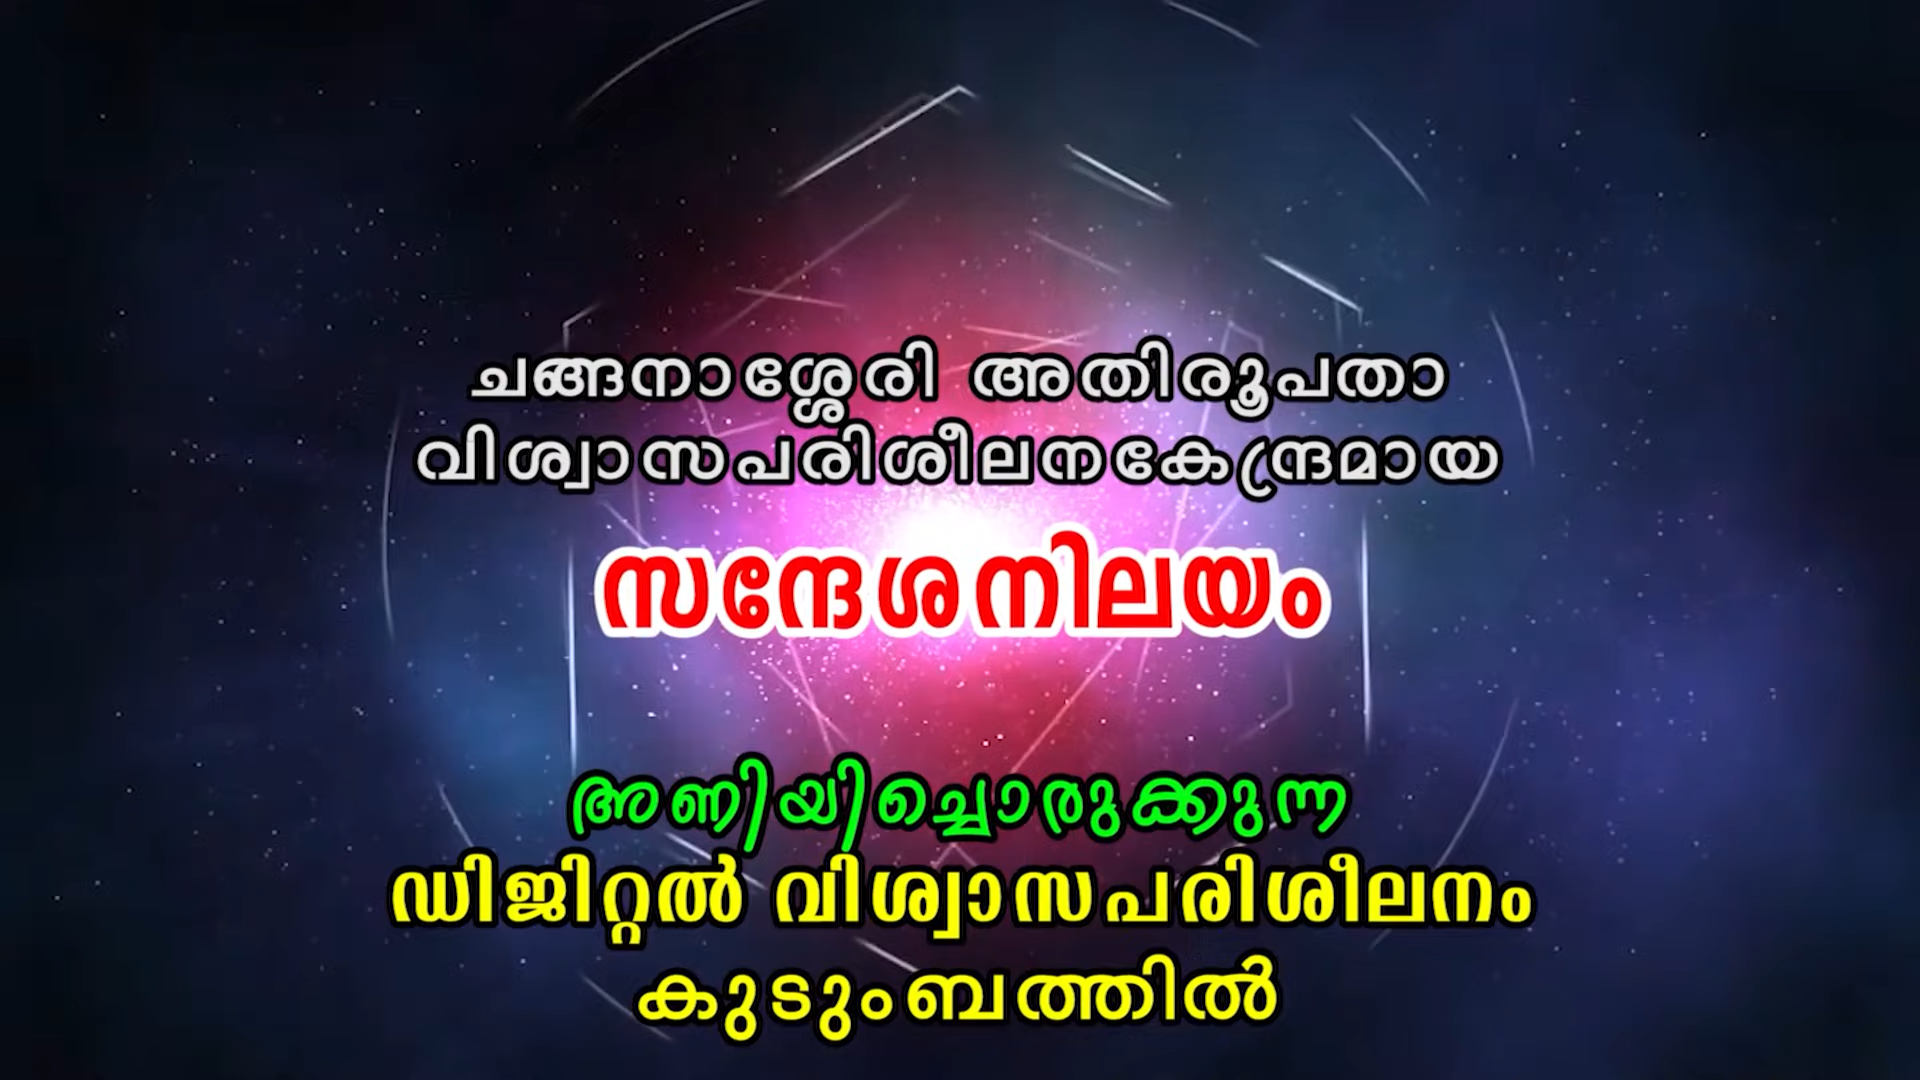 ചങ്ങനാശ്ശേരി അതിരൂപതാ
വിശ്വാസപരിശീലനകേന്ദ്രമായ
സന്ദേശനിലയം
അണിയിച്ചൊരുക്കുന്ന
ഡിജിറ്റൽ വിശ്വാസപരിശീലനം
കുടുംബത്തിൽ